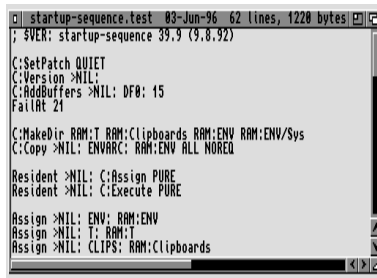 startup-sequence.test 03-Jun-96 62 lines, 1220 bytes
; $VER: startup-sequence 39.9 (9.8.92)
C:SetPatch QUIET
C:Version >NIL:
C:AddBuffers >NIL: DF0: 15
FailAt 21
C:MakeDir RAM:T RAM:Clipboards RAM:ENV RAM:ENV/Sys
C:Copy >NIL: ENVARC: RAM:ENV ALL NOREQ
Resident >NIL: C:Assign PURE
Resident >NIL: C:Execute PURE
Assign >NIL: ENV: RAM:ENV
Assign >NIL: T: RAM:T
Assign >NIL: CLIPS: RAM:Clipboards